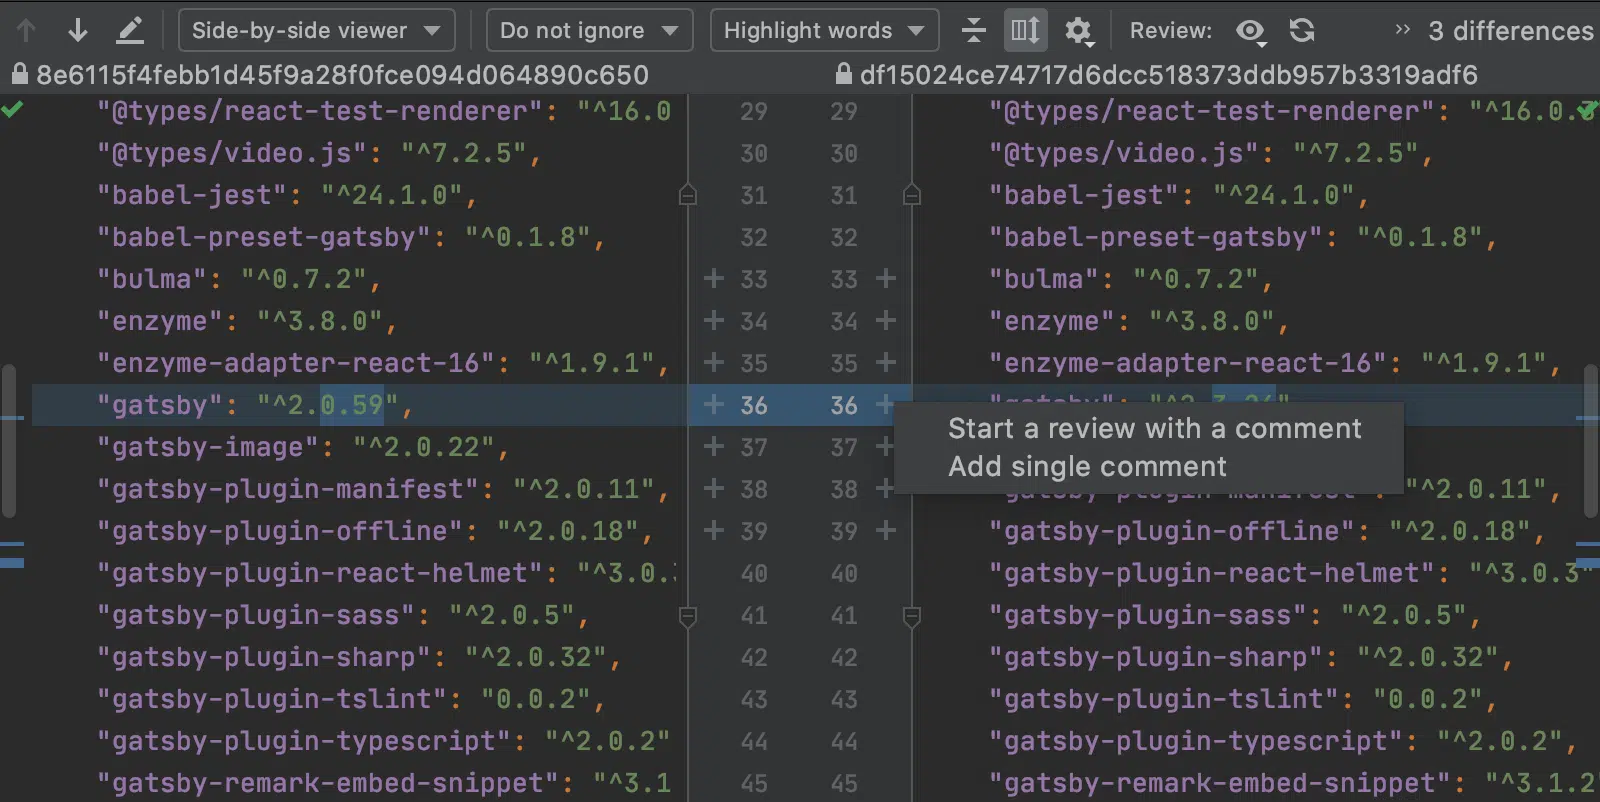 Side-by-side viewer Do not ignore Highlight words Review: » 3 differences
8e6115f4febb1d45f9a28f0fce094d064890c650 df15024ce74717d6dcc518373ddb957b3319adf6
"@types/react-test-renderer": "^16.0 29 29 "@types/react-test-renderer": "^16.0.3
"@types/video.js": "^7.2.5", 30 30 "@types/video.js": "^7.2.5",
"babel-jest": "^24.1.0", 31 31 "babel-jest": "^24.1.0",
"babel-preset-gatsby": "^0.1.8", 32 32 "babel-preset-gatsby": "^0.1.8",
"bulma": "^0.7.2", + 33 33 + "bulma": "^0.7.2",
"enzyme": "^3.8.0", + 34 34 + "enzyme": "^3.8.0",
"enzyme-adapter-react-16": "^1.9.1", + 35 35 + "enzyme-adapter-react-16": "^1.9.1",
"gatsby": "^2.0.59", + 36 36 + "gatsby":
Start a review with a comment
"gatsby-image": "^2.0.22", + 37 37 +
Add single comment
"gatsby-plugin-manifest": "^2.0.11", + 38 38 + "gatsby-plugin-manifest": "^2.0.11",
"gatsby-plugin-offline": "^2.0.18", + 39 39 + "gatsby-plugin-offline": "^2.0.18",
"gatsby-plugin-react-helmet": "^3.0. 40 40 "gatsby-plugin-react-helmet": "^3.0.3"
"gatsby-plugin-sass": "^2.0.5", 41 41 "gatsby-plugin-sass": "^2.0.5",
"gatsby-plugin-sharp": "^2.0.32", 42 42 "gatsby-plugin-sharp": "^2.0.32",
"gatsby-plugin-tslint": "0.0.2", 43 43 "gatsby-plugin-tslint": "0.0.2",
"gatsby-plugin-typescript": "^2.0.2" 44 44 "gatsby-plugin-typescript": "^2.0.2",
"gatsby-remark-embed-snippet": "^3.1 45 45 "gatsby-remark-embed-snippet": "^3.1.2